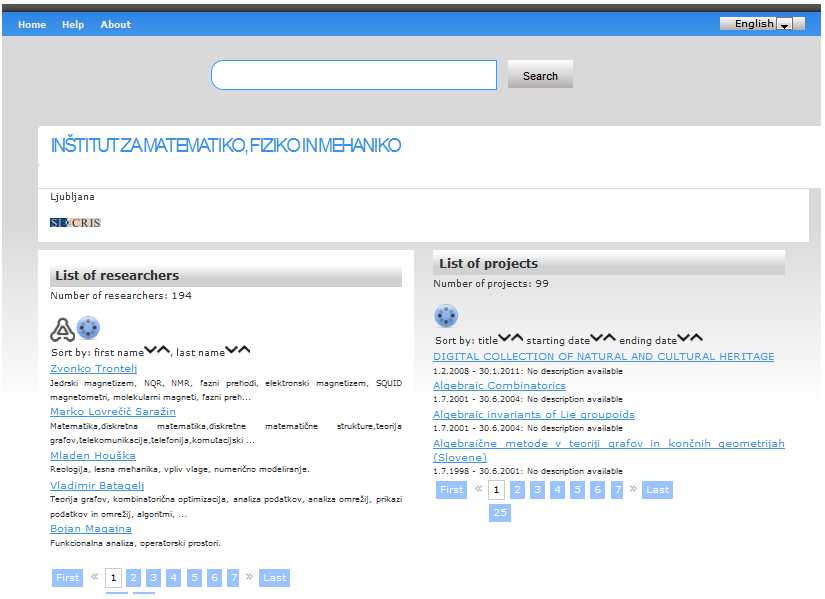 Home Help About English
Search
INŠTITUT ZA MATEMATIKO, FIZIKO IN MEHANIKO
Ljubljana
SI CRIS
List of researchers
Number of researchers: 194
Sort by: first name, last name
Zvonko Trontelj
Jedrski magnetizem, NQR, NMR, fazni prehodi, elektronski magnetizem, SQUID
magnetometri, molekularni magneti, fazni preh...
Marko Lovrečič Saražin
Matematika,diskretna matematika,diskretne matematične strukture,teorija
grafov,telekomunikacije,telefonija,komutacijski ...
Mladen Houška
Reologija, lesna mehanika, vpliv vlage, numerično modeliranje.
Vladimir Batagelj
Teorija grafov, kombinatorična optimizacija, analiza podatkov, analiza omrežij, prikazi
podatkov in omrežij, algoritmi, ...
Bojan Magajna
Funkcionalna analiza, operatorski prostori.
First « 1 2 3 4 5 6 7 » Last
List of projects
Number of projects: 99
Sort by: title starting date ending date
DIGITAL COLLECTION OF NATURAL AND CULTURAL HERITAGE
1.2.2008 - 30.1.2011: No description available
Algebraic Combinatorics
1.7.2001 - 30.6.2004: No description available
Algebraic invariants of Lie groupoids
1.7.2001 - 30.6.2004: No description available
Algebraične metode v teoriji grafov in končnih geometrijah
(Slovene)
1.7.1998 - 30.6.2001: No description available
First « 1 2 3 4 5 6 7 » Last
25